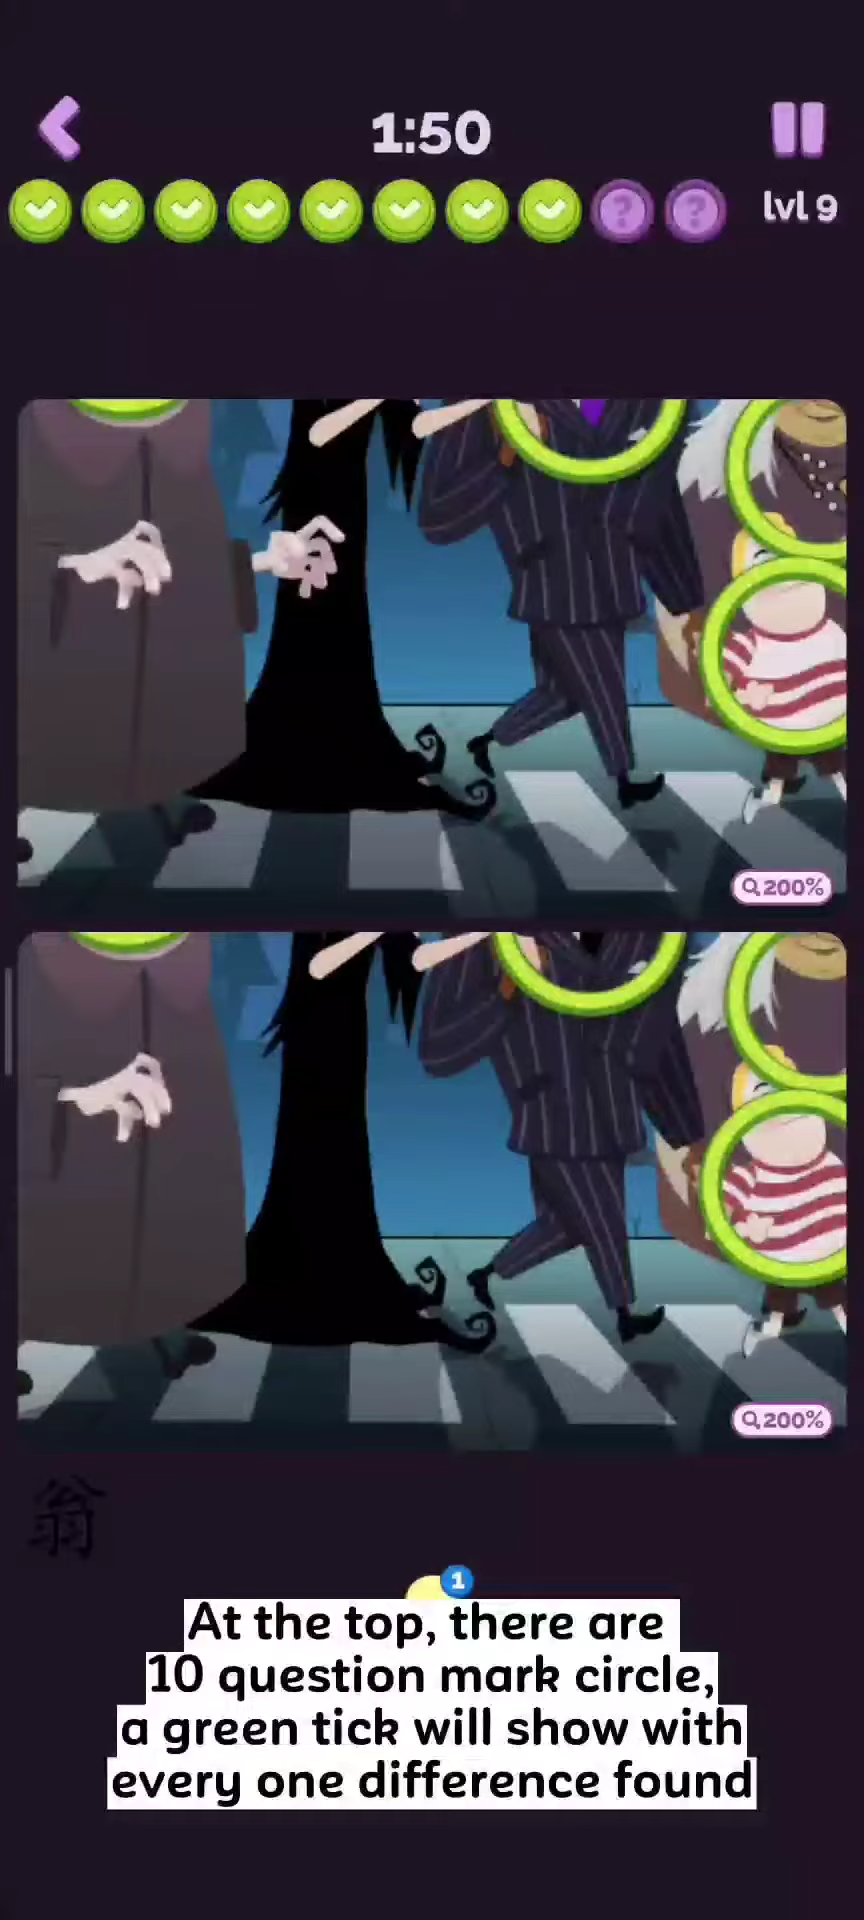 1:50
lvl 9
? ?
200%
200%
翁
1
At the top, there are
10 question mark circle,
a green tick will show with
every one difference found